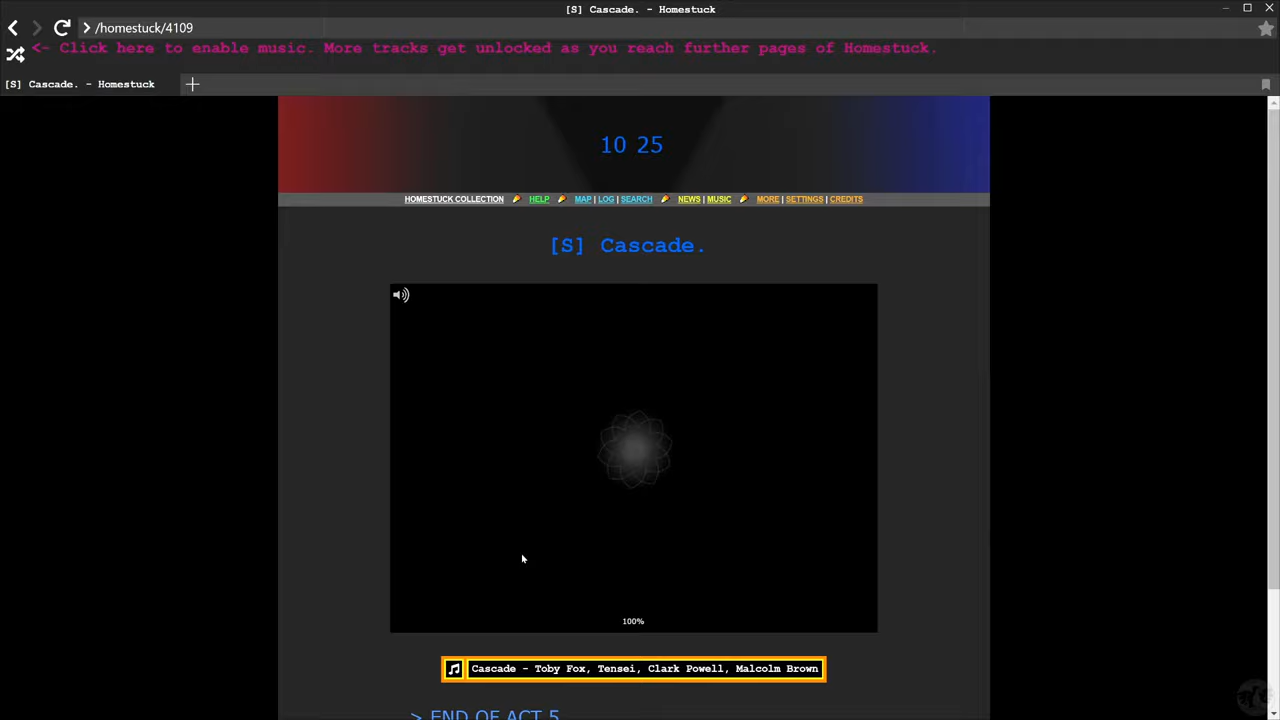 [S] Cascade. - Homestuck
/homestuck/4109
<- Click here to enable music. More tracks get unlocked as you reach further pages of Homestuck.
[S] Cascade. - Homestuck
10 25
HOMESTUCK COLLECTION HELP MAP | LOG | SEARCH NEWS | MUSIC MORE | SETTINGS | CREDITS
[S] Cascade.
100%
Cascade - Toby Fox, Tensei, Clark Powell, Malcolm Brown
> END OF ACT 5